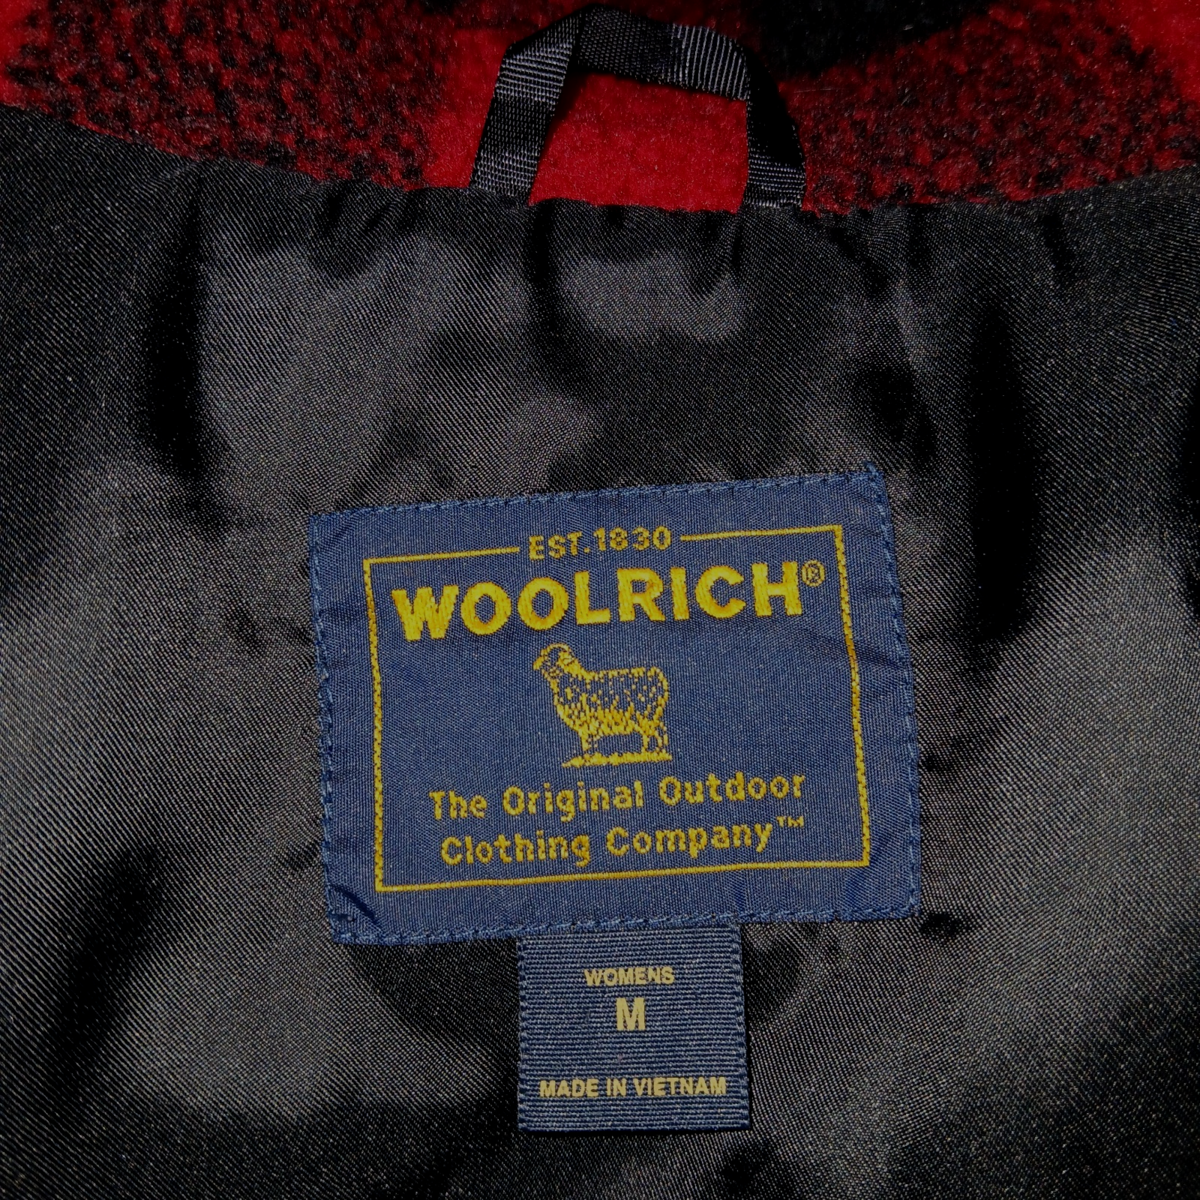 EST.1830
WOOLRICH®
The Original Outdoor
Clothing Company™
WOMENS
M
MADE IN VIETNAM